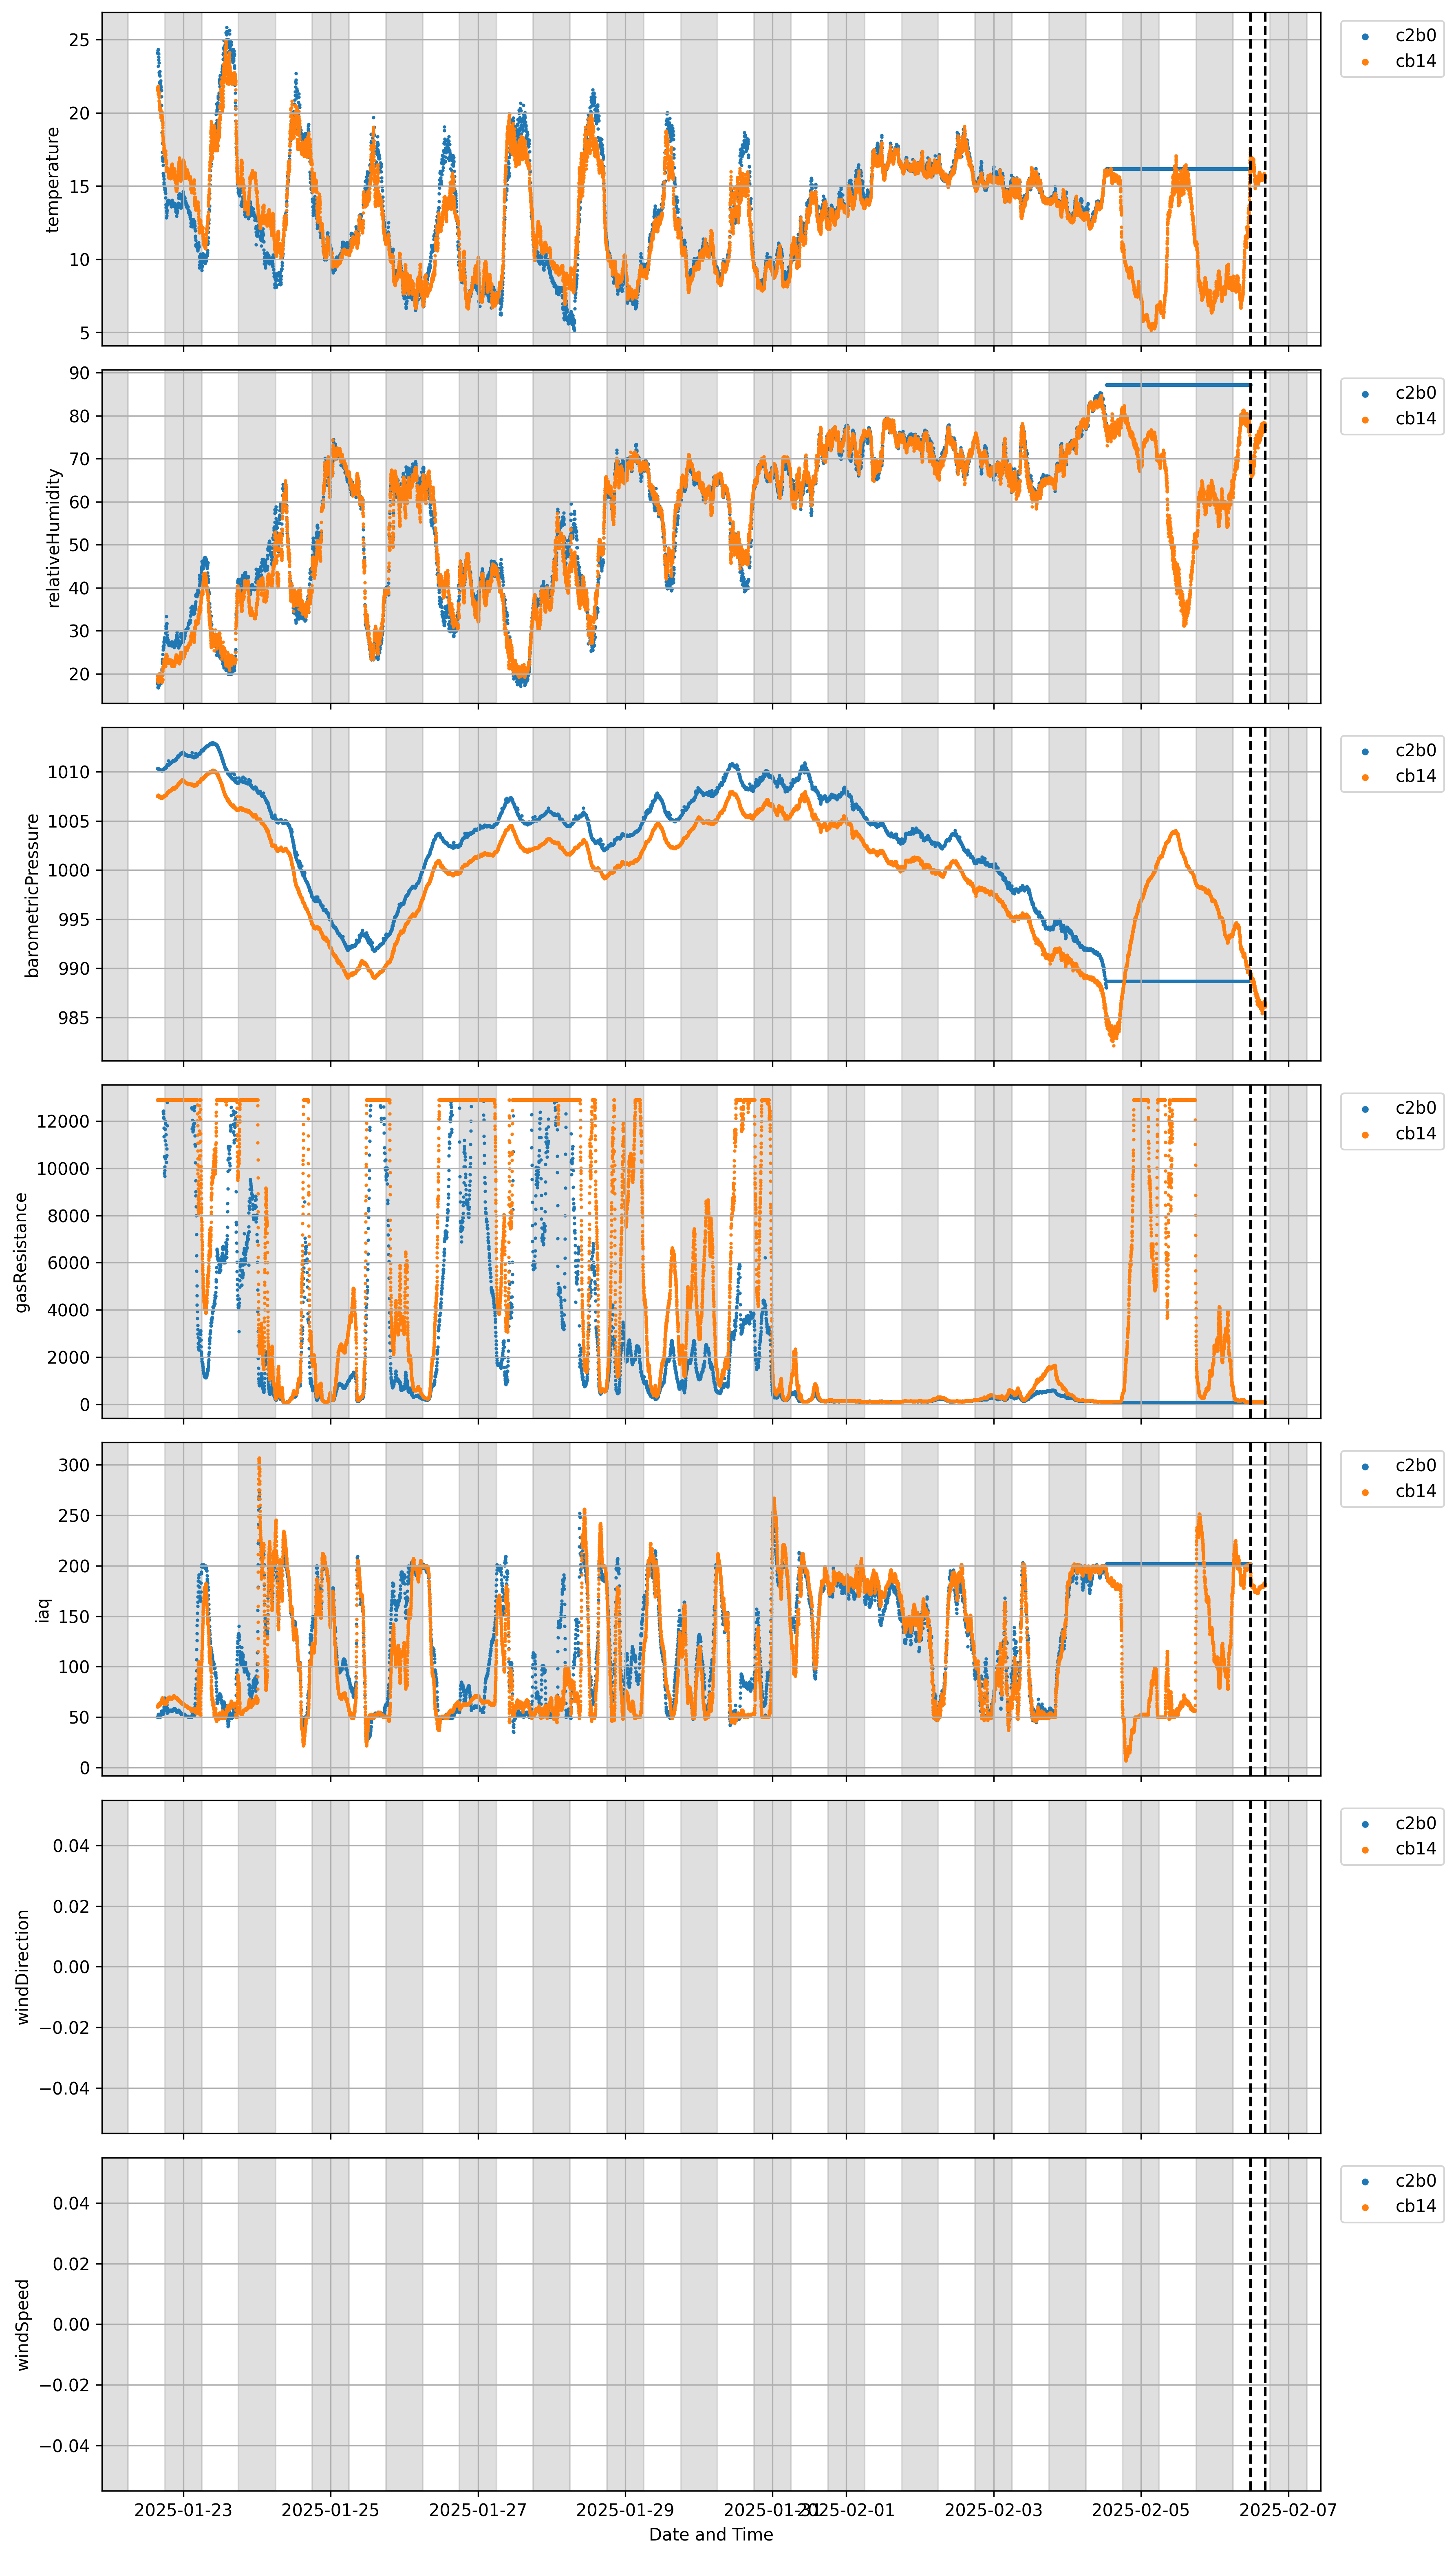 25
20
15
10
5
temperature
c2b0
cb14
90
80
70
60
50
40
30
20
relativeHumidity
c2b0
cb14
1010
1005
1000
995
990
985
barometricPressure
c2b0
cb14
12000
10000
8000
6000
4000
2000
0
gasResistance
c2b0
cb14
300
250
200
150
100
50
0
iaq
c2b0
cb14
0.04
0.02
0.00
−0.02
−0.04
windDirection
c2b0
cb14
0.04
0.02
0.00
−0.02
−0.04
windSpeed
c2b0
cb14
2025-01-23 2025-01-25 2025-01-27 2025-01-29 2025-01-31 2025-02-01 2025-02-03 2025-02-05 2025-02-07
Date and Time